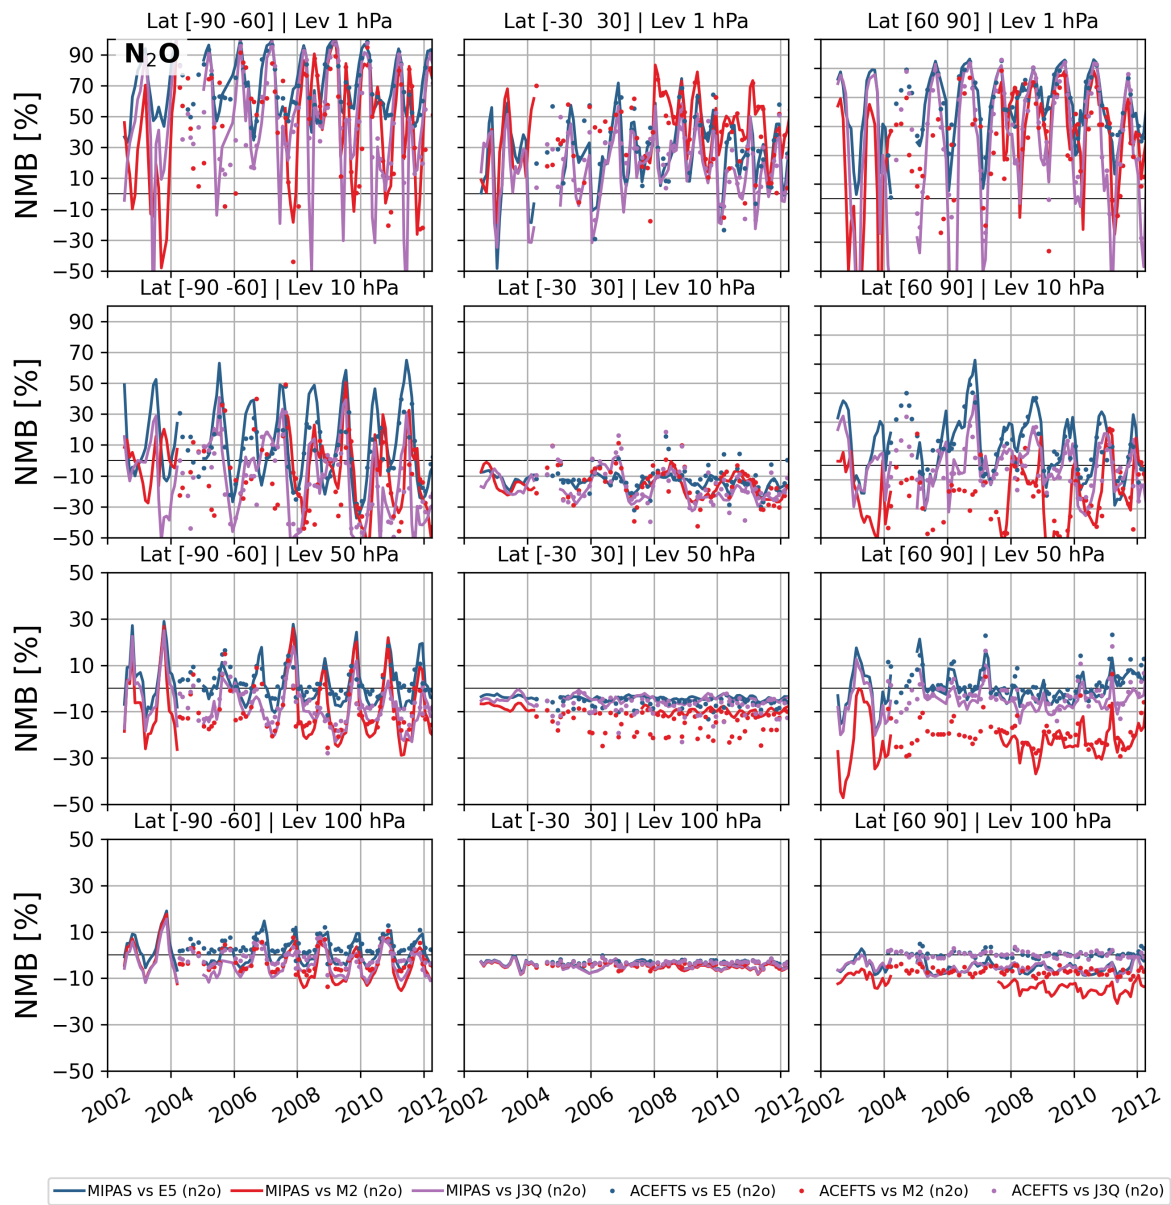 Lat [-90 -60] | Lev 1 hPa
Lat [-30 30] | Lev 1 hPa
Lat [60 90] | Lev 1 hPa
N₂O
NMB [%]
90
70
50
30
10
−10
−30
−50
Lat [-90 -60] | Lev 10 hPa
Lat [-30 30] | Lev 10 hPa
Lat [60 90] | Lev 10 hPa
NMB [%]
90
70
50
30
10
−10
−30
−50
Lat [-90 -60] | Lev 50 hPa
Lat [-30 30] | Lev 50 hPa
Lat [60 90] | Lev 50 hPa
NMB [%]
50
30
10
−10
−30
−50
Lat [-90 -60] | Lev 100 hPa
Lat [-30 30] | Lev 100 hPa
Lat [60 90] | Lev 100 hPa
NMB [%]
50
30
10
−10
−30
−50
2002 2004 2006 2008 2010 2012
2002 2004 2006 2008 2010 2012
2002 2004 2006 2008 2010 2012
MIPAS vs E5 (n2o) MIPAS vs M2 (n2o) MIPAS vs J3Q (n2o) ACEFTS vs E5 (n2o) ACEFTS vs M2 (n2o) ACEFTS vs J3Q (n2o)